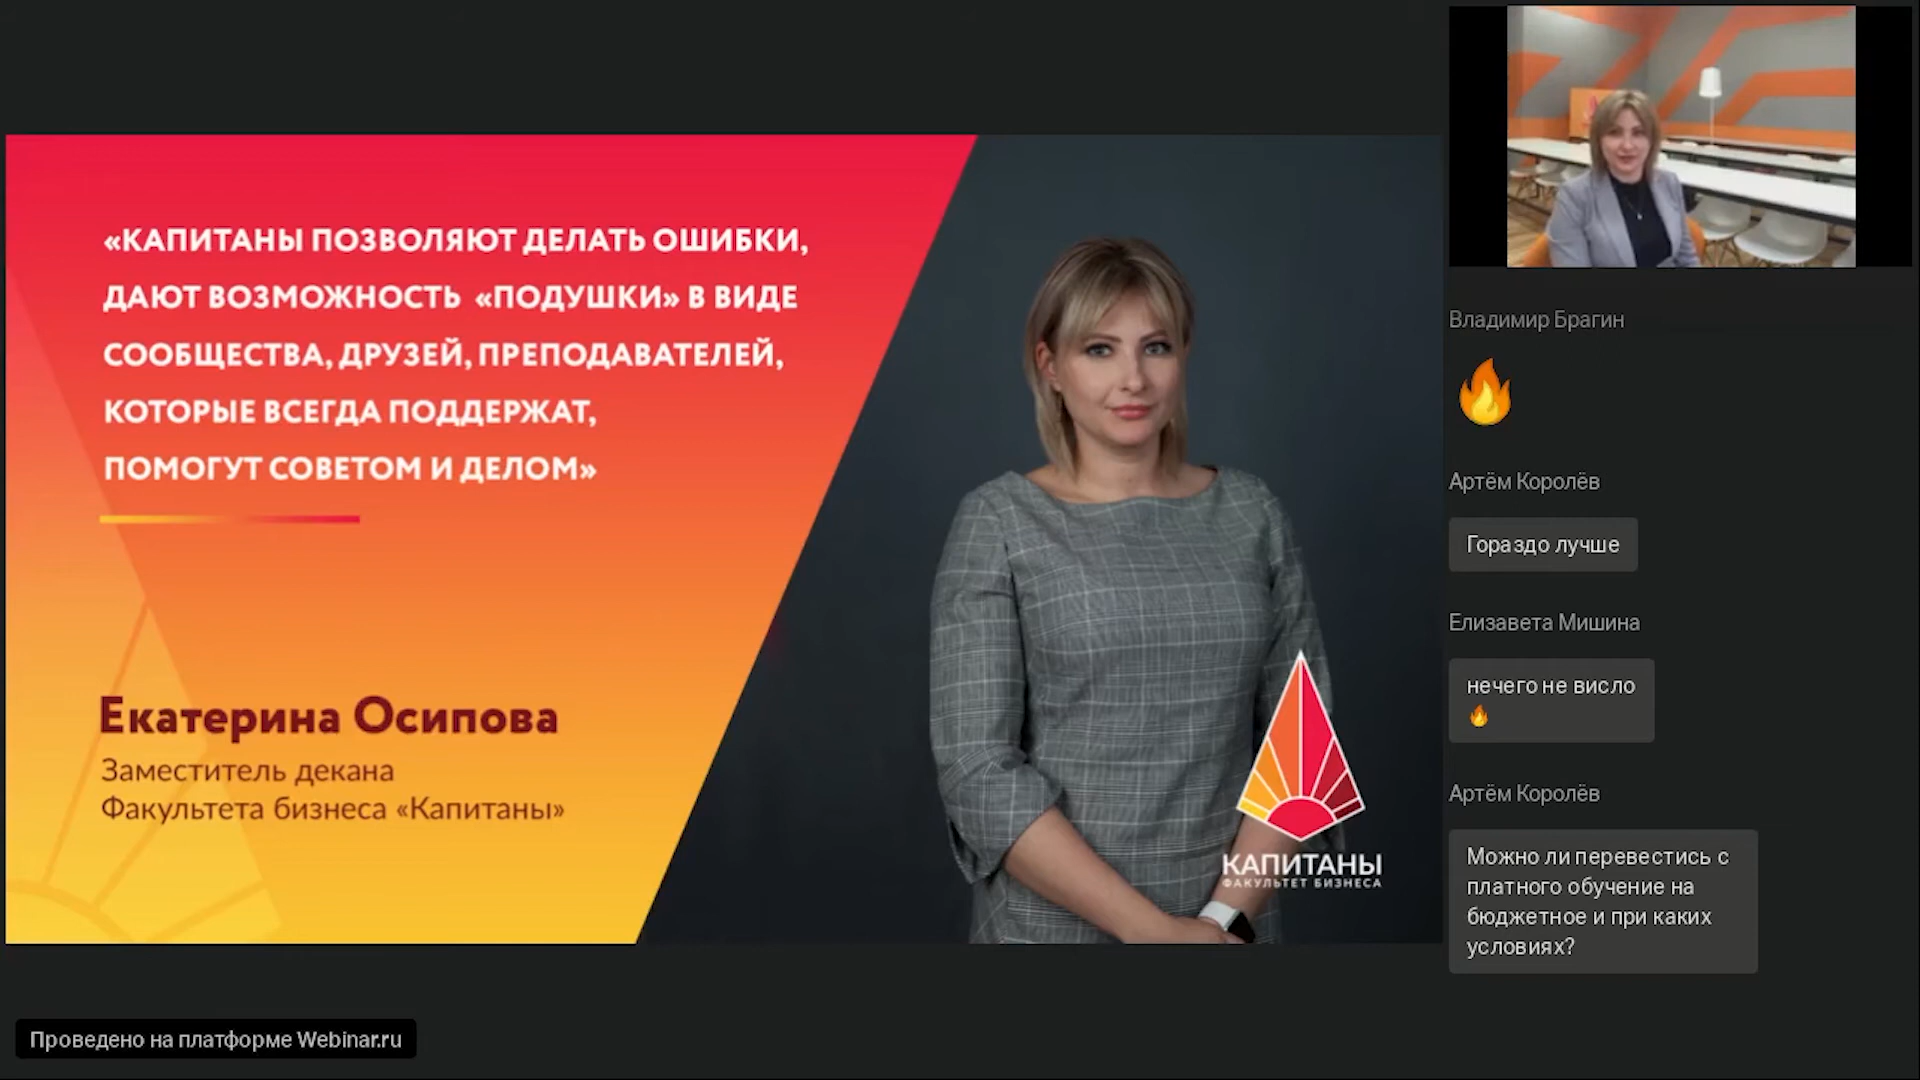 «КАПИТАНЫ ПОЗВОЛЯЮТ ДЕЛАТЬ ОШИБКИ,
ДАЮТ ВОЗМОЖНОСТЬ «ПОДУШКИ» В ВИДЕ
СООБЩЕСТВА, ДРУЗЕЙ, ПРЕПОДАВАТЕЛЕЙ,
КОТОРЫЕ ВСЕГДА ПОДДЕРЖАТ,
ПОМОГУТ СОВЕТОМ И ДЕЛОМ»
Екатерина Осипова
Заместитель декана
Факультета бизнеса «Капитаны»
КАПИТАНЫ
ФАКУЛЬТЕТ БИЗНЕСА
Владимир Брагин
Артём Королёв
Гораздо лучше
Елизавета Мишина
нечего не висло
Артём Королёв
Можно ли перевестись с
платного обучение на
бюджетное и при каких
условиях?
Проведено на платформе Webinar.ru